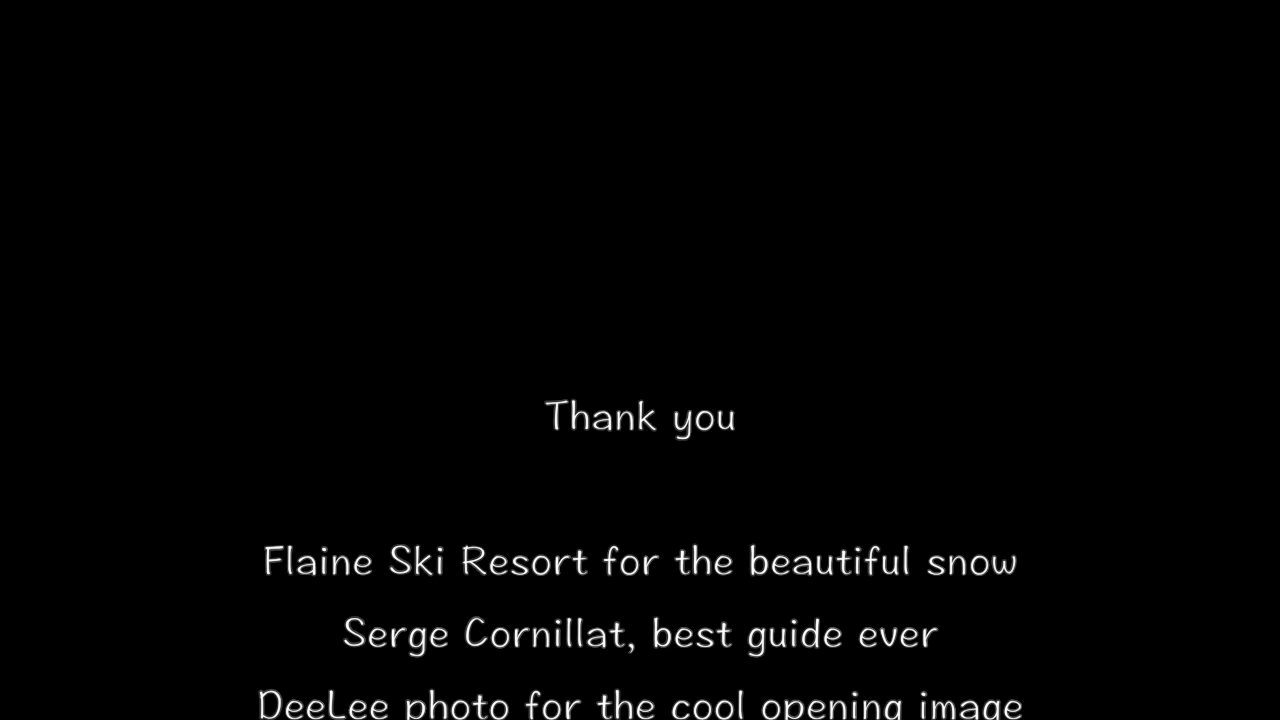 Thank you
Flaine Ski Resort for the beautiful snow
Serge Cornillat, best guide ever
DeeLee photo for the cool opening image